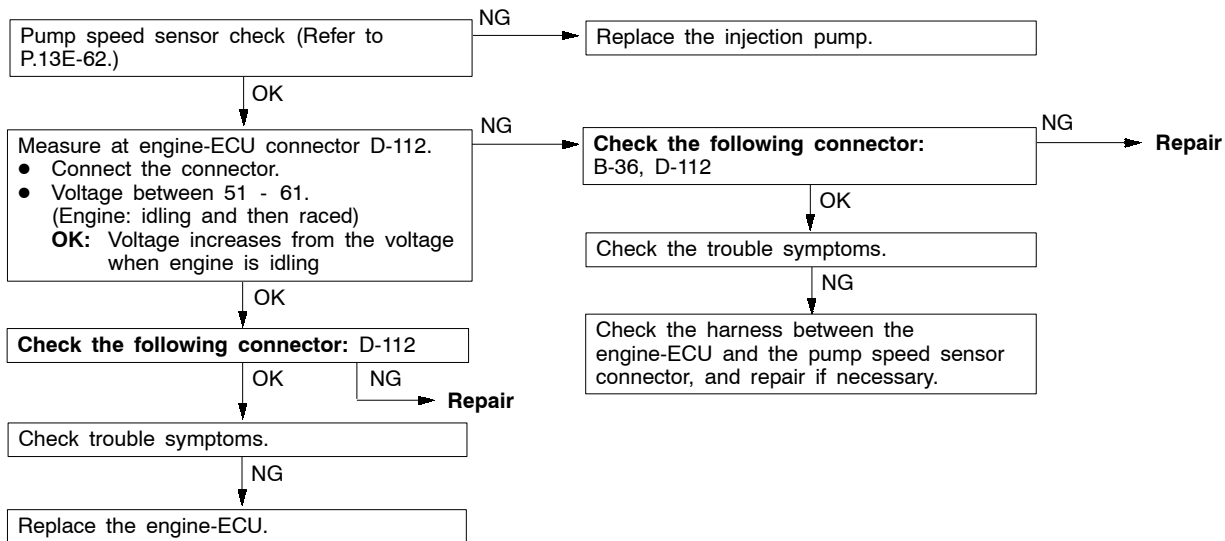 Pump speed sensor check (Refer to
P.13E-62.)
NG
Replace the injection pump.
OK
Measure at engine-ECU connector D-112.
● Connect the connector.
● Voltage between 51 - 61.
(Engine: idling and then raced)
OK: Voltage increases from the voltage
when engine is idling
NG
Check the following connector:
B-36, D-112
NG
Repair
OK
Check the trouble symptoms.
NG
Check the harness between the
engine-ECU and the pump speed sensor
connector, and repair if necessary.
OK
Check the following connector: D-112
OK
NG
Repair
Check trouble symptoms.
NG
Replace the engine-ECU.